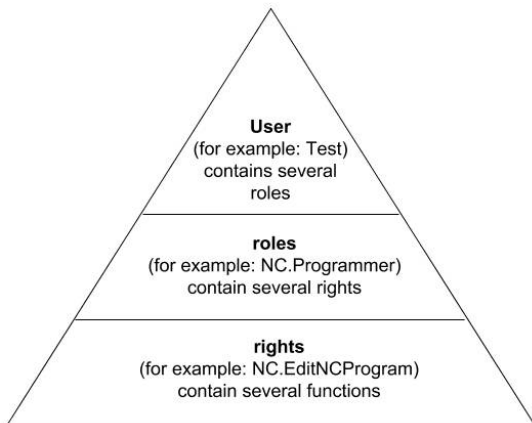 User
(for example: Test)
contains several
roles
roles
(for example: NC.Programmer)
contain several rights
rights
(for example: NC.EditNCProgram)
contain several functions